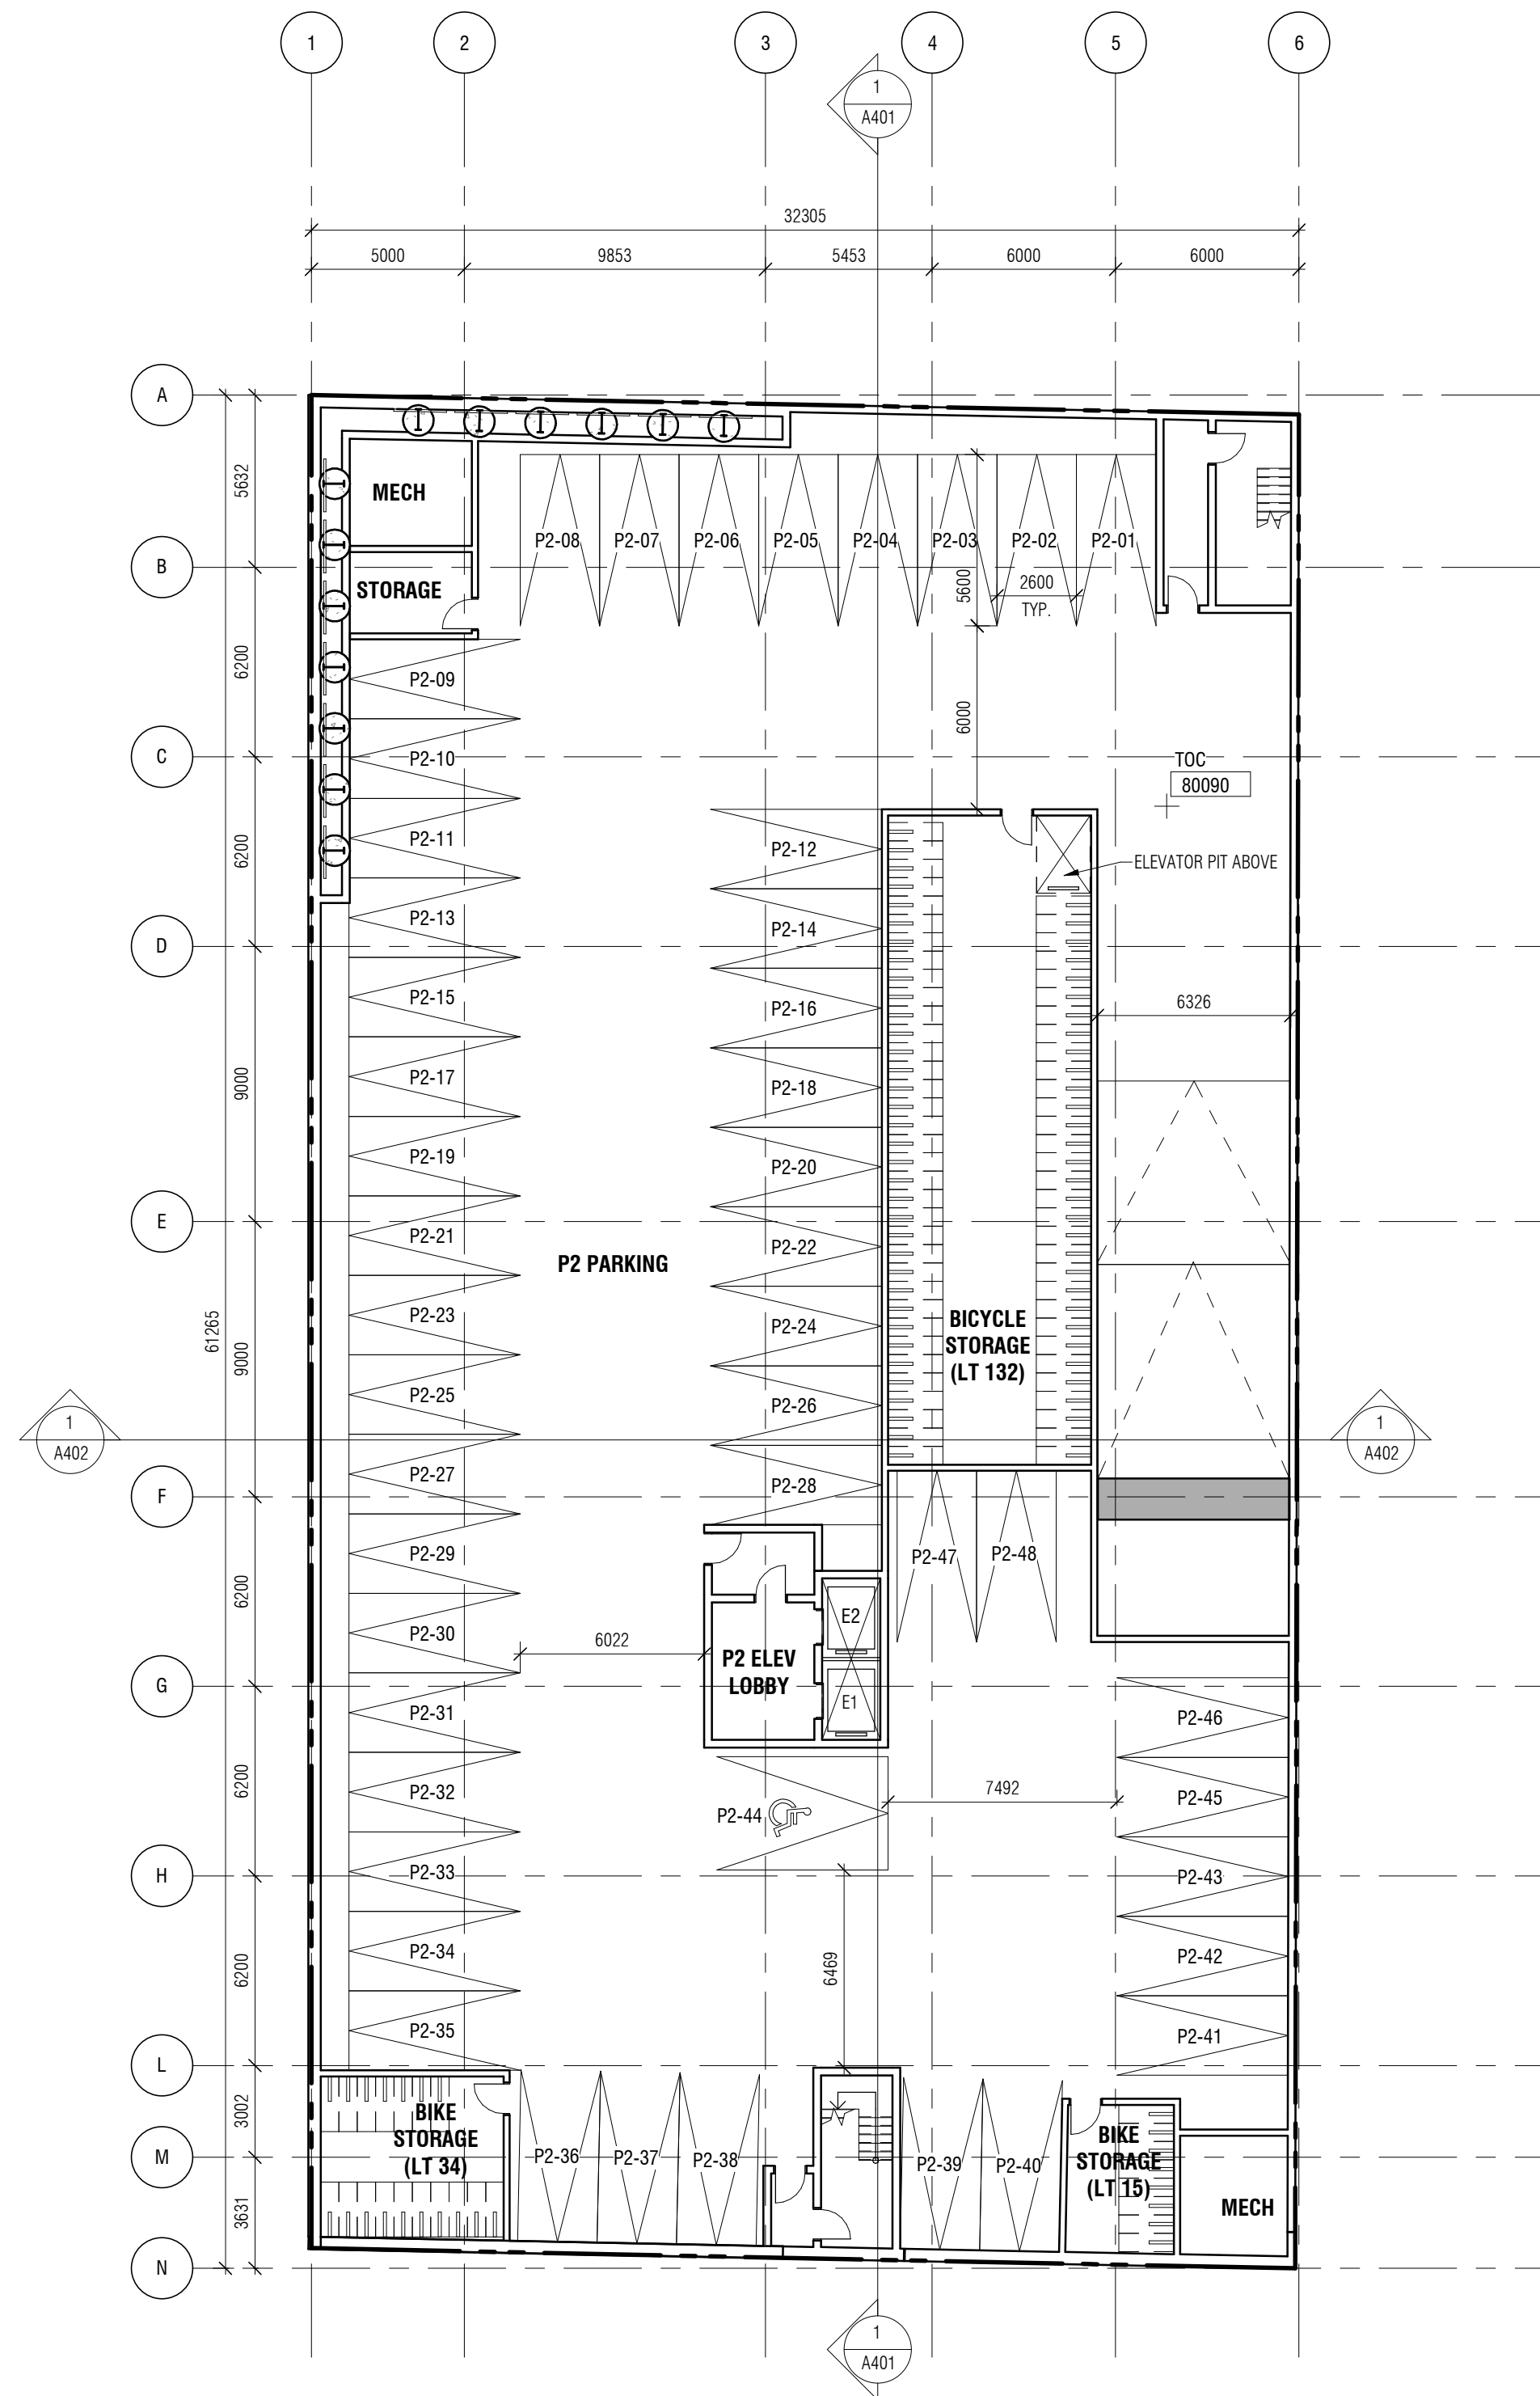 1
2
3
4
5
6
1
A401
32305
5000
9853
5453
6000
6000
A
B
C
D
E
F
G
H
L
M
N
5632
6200
6200
9000
9000
6200
6200
6200
3002
3631
61265
MECH
STORAGE
P2-08
P2-07
P2-06
P2-05
P2-04
P2-03
P2-02
P2-01
5600
2600
TYP.
6000
TOC
80090
ELEVATOR PIT ABOVE
6326
P2-09
P2-10
P2-11
P2-13
P2-15
P2-17
P2-19
P2-21
P2-23
P2-25
P2-27
P2-29
P2-30
P2-31
P2-32
P2-33
P2-34
P2-35
P2-12
P2-14
P2-16
P2-18
P2-20
P2-22
P2-24
P2-26
P2-28
P2 PARKING
BICYCLE
STORAGE
(LT 132)
1
A402
1
A402
P2-47
P2-48
E2
E1
P2 ELEV
LOBBY
6022
P2-44
7492
P2-46
P2-45
P2-43
P2-42
P2-41
6469
BIKE
STORAGE
(LT 34)
P2-36
P2-37
P2-38
P2-39
P2-40
BIKE
STORAGE
(LT 15)
MECH
1
A401